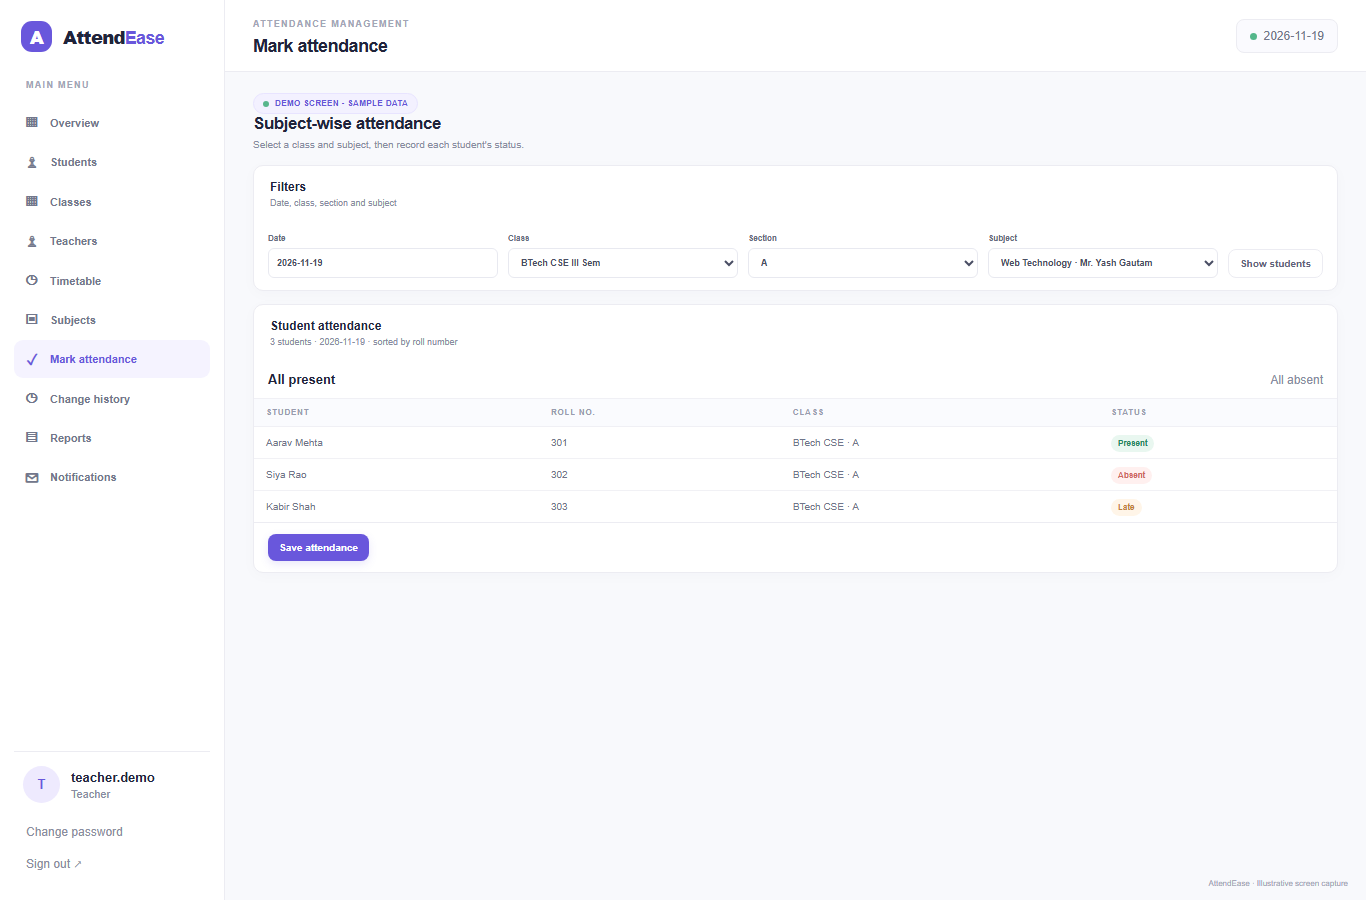 A AttendEase
MAIN MENU
Overview
Students
Classes
Teachers
Timetable
Subjects
Mark attendance
Change history
Reports
Notifications
T
teacher.demo
Teacher
Change password
Sign out ↗
ATTENDANCE MANAGEMENT
Mark attendance
2026-11-19
DEMO SCREEN - SAMPLE DATA
Subject-wise attendance
Select a class and subject, then record each student's status.
Filters
Date, class, section and subject
Date Class Section Subject
2026-11-19 BTech CSE III Sem A Web Technology · Mr. Yash Gautam Show students
Student attendance
3 students · 2026-11-19 · sorted by roll number
All present All absent
STUDENT ROLL NO. CLASS STATUS
Aarav Mehta 301 BTech CSE · A Present
Siya Rao 302 BTech CSE · A Absent
Kabir Shah 303 BTech CSE · A Late
Save attendance
AttendEase · Illustrative screen capture